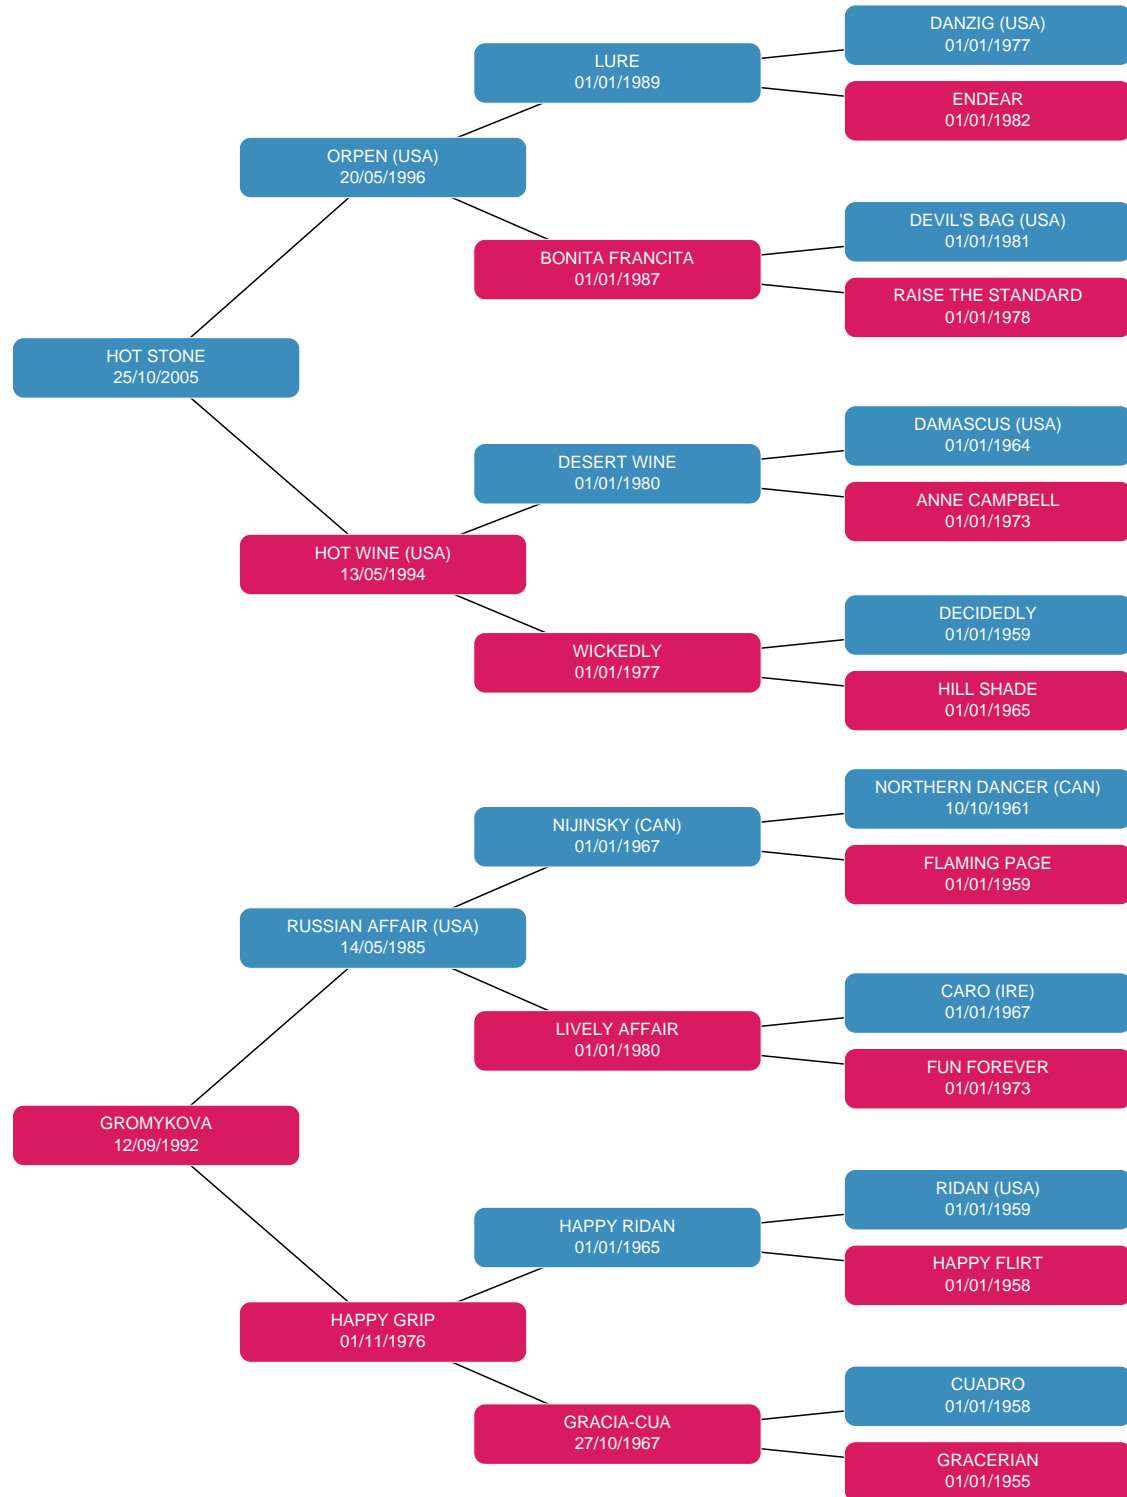 DANZIG (USA)
01/01/1977
LURE
01/01/1989
ENDEAR
01/01/1982
ORPEN (USA)
20/05/1996
DEVIL'S BAG (USA)
01/01/1981
BONITA FRANCITA
01/01/1987
RAISE THE STANDARD
01/01/1978
HOT STONE
25/10/2005
DAMASCUS (USA)
01/01/1964
DESERT WINE
01/01/1980
ANNE CAMPBELL
01/01/1973
HOT WINE (USA)
13/05/1994
DECIDEDLY
01/01/1959
WICKEDLY
01/01/1977
HILL SHADE
01/01/1965
NORTHERN DANCER (CAN)
10/10/1961
NIJINSKY (CAN)
01/01/1967
FLAMING PAGE
01/01/1959
RUSSIAN AFFAIR (USA)
14/05/1985
CARO (IRE)
01/01/1967
LIVELY AFFAIR
01/01/1980
FUN FOREVER
01/01/1973
GROMYKOVA
12/09/1992
RIDAN (USA)
01/01/1959
HAPPY RIDAN
01/01/1965
HAPPY FLIRT
01/01/1958
HAPPY GRIP
01/11/1976
CUADRO
01/01/1958
GRACIA-CUA
27/10/1967
GRACERIAN
01/01/1955